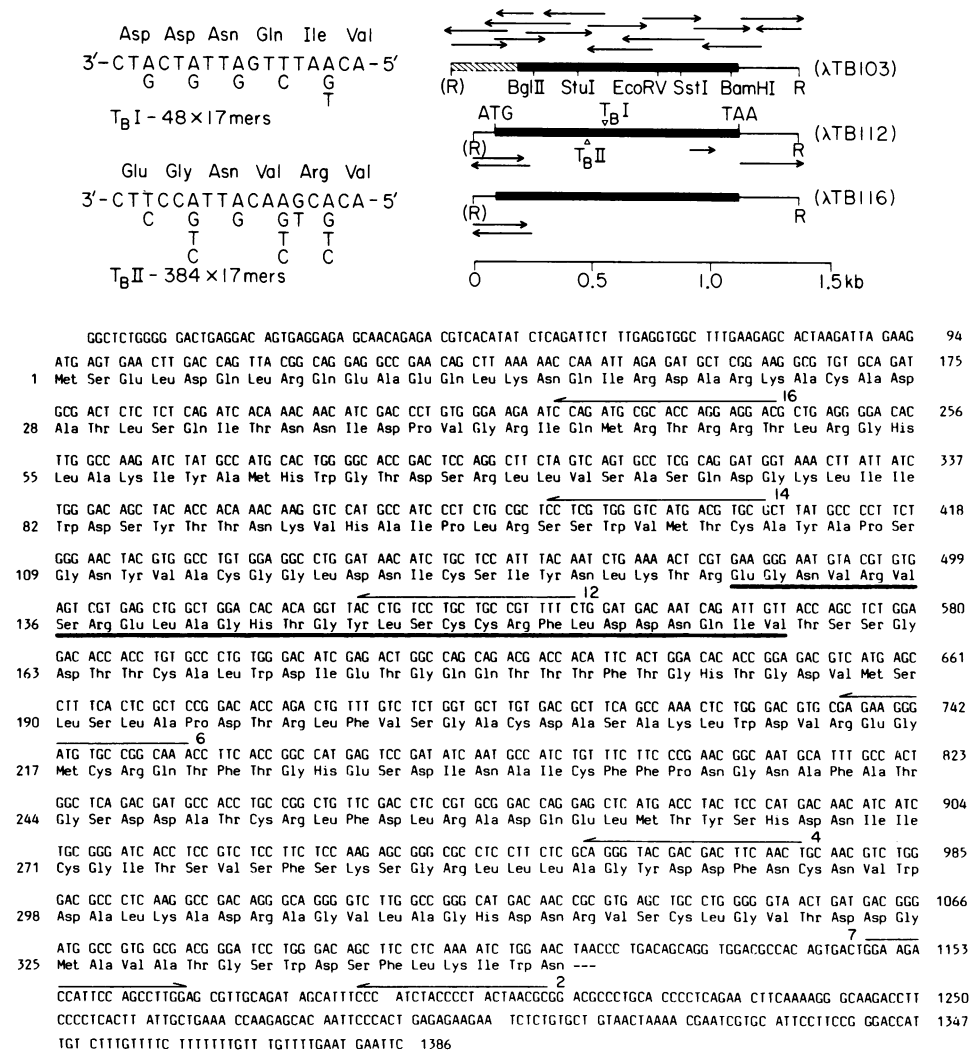 Asp Asp Asn Gln Ile Val
3′-CTACTATTAGTTTAACA-5′
G G G C G
T
TBI - 48×17mers
Glu Gly Asn Val Arg Val
3′-CTTCCATTACAAGCACA-5′
C G G GT G
T T T
C C C
TBII - 384×17mers
(λTB103)
(R) BglII StuI EcoRV SstI BamHI R
ATG TBI TAA
(λTB112)
(R) TBII R
(λTB116)
(R) R
0 0.5 1.0 1.5kb
GGCTCTGGGG GACTGAGGAC AGTGAGGAGA GCAACAGAGA CGTCACATAT CTCAGATTCT TTGAGGTGGC TTTGAAGAGC ACTAAGATTA GAAG 94
ATG AGT GAA CTT GAC CAG TTA CGG CAG GAG GCC GAA CAG CTT AAA AAC CAA ATT AGA GAT GCT CGG AAG GCG TGT GCA GAT 175
1 Met Ser Glu Leu Asp Gln Leu Arg Gln Glu Ala Glu Gln Leu Lys Asn Gln Ile Arg Asp Ala Arg Lys Ala Cys Ala Asp
16
GCG ACT CTC TCT CAG ATC ACA AAC AAC ATC GAC CCT GTG GGA AGA ATC CAG ATG CGC ACC AGG AGG ACG CTG AGG GGA CAC 256
28 Ala Thr Leu Ser Gln Ile Thr Asn Asn Ile Asp Pro Val Gly Arg Ile Gln Met Arg Thr Arg Arg Thr Leu Arg Gly His
TTG GCC AAG ATC TAT GCC ATG CAC TGG GGC ACC GAC TCC AGG CTT CTA GTC AGT GCC TCG CAG GAT GGT AAA CTT ATT ATC 337
55 Leu Ala Lys Ile Tyr Ala Met His Trp Gly Thr Asp Ser Arg Leu Leu Val Ser Ala Ser Gln Asp Gly Lys Leu Ile Ile
14
TGG GAC AGC TAC ACC ACA AAC AAG GTC CAT GCC ATC CCT CTG CGC TCC TCG TGG GTC ATG ACG TGC GCT TAT GCC CCT TCT 418
82 Trp Asp Ser Tyr Thr Thr Asn Lys Val His Ala Ile Pro Leu Arg Ser Ser Trp Val Met Thr Cys Ala Tyr Ala Pro Ser
GGG AAC TAC GTG GCC TGT GGA GGC CTG GAT AAC ATC TGC TCC ATT TAC AAT CTG AAA ACT CGT GAA GGG AAT GTA CGT GTG 499
109 Gly Asn Tyr Val Ala Cys Gly Gly Leu Asp Asn Ile Cys Ser Ile Tyr Asn Leu Lys Thr Arg Glu Gly Asn Val Arg Val
12
AGT CGT GAG CTG GCT GGA CAC ACA GGT TAC CTG TCC TGC TGC CGT TTT CTG GAT GAC AAT CAG ATT GTT ACC AGC TCT GGA 580
136 Ser Arg Glu Leu Ala Gly His Thr Gly Tyr Leu Ser Cys Cys Arg Phe Leu Asp Asp Asn Gln Ile Val Thr Ser Ser Gly
GAC ACC ACC TGT GCC CTG TGG GAC ATC GAG ACT GGC CAG CAG ACG ACC ACA TTC ACT GGA CAC ACC GGA GAC GTC ATG AGC 661
163 Asp Thr Thr Cys Ala Leu Trp Asp Ile Glu Thr Gly Gln Gln Thr Thr Thr Phe Thr Gly His Thr Gly Asp Val Met Ser
CTT TCA CTC GCT CCG GAC ACC AGA CTG TTT GTC TCT GGT GCT TGT GAC GCT TCA GCC AAA CTC TGG GAC GTG CGA GAA GGG 742
190 Leu Ser Leu Ala Pro Asp Thr Arg Leu Phe Val Ser Gly Ala Cys Asp Ala Ser Ala Lys Leu Trp Asp Val Arg Glu Gly
6
ATG TGC CGG CAA ACC TTC ACC GGC CAT GAG TCC GAT ATC AAT GCC ATC TGT TTC TTC CCG AAC GGC AAT GCA TTT GCC ACT 823
217 Met Cys Arg Gln Thr Phe Thr Gly His Glu Ser Asp Ile Asn Ala Ile Cys Phe Phe Pro Asn Gly Asn Ala Phe Ala Thr
GGC TCA GAC GAT GCC ACC TGC CGG CTG TTC GAC CTC CGT GCG GAC CAG GAG CTC ATG ACC TAC TCC CAT GAC AAC ATC ATC 904
244 Gly Ser Asp Asp Ala Thr Cys Arg Leu Phe Asp Leu Arg Ala Asp Gln Glu Leu Met Thr Tyr Ser His Asp Asn Ile Ile
4
TGC GGG ATC ACC TCC GTC TCC TTC TCC AAG AGC GGG CGC CTC CTT CTC GCA GGG TAC GAC GAC TTC AAC TGC AAC GTC TGG 985
271 Cys Gly Ile Thr Ser Val Ser Phe Ser Lys Ser Gly Arg Leu Leu Leu Ala Gly Tyr Asp Asp Phe Asn Cys Asn Val Trp
GAC GCC CTC AAG GCC GAC AGG GCA GGG GTC TTG GCC GGG CAT GAC AAC CGC GTG AGC TGC CTG GGG GTA ACT GAT GAC GGG 1066
298 Asp Ala Leu Lys Ala Asp Arg Ala Gly Val Leu Ala Gly His Asp Asn Arg Val Ser Cys Leu Gly Val Thr Asp Asp Gly
7
ATG GCC GTG GCG ACG GGA TCC TGG GAC AGC TTC CTC AAA ATC TGG AAC TAACCC TGACAGCAGG TGGACGCCAC AGTGACTGGA AGA 1153
325 Met Ala Val Ala Thr Gly Ser Trp Asp Ser Phe Leu Lys Ile Trp Asn ---
2
CCATTCC AGCCTTGGAG CGTTGCAGAT AGCATTTCCC ATCTACCCCT ACTAACGCGG ACGCCCTGCA CCCCTCAGAA CTTCAAAAGG GCAAGACCTT 1250
CCCCTCACTT ATTGCTGAAA CCAAGAGCAC AATTCCCACT GAGAGAAGAA TCTCTGTGCT GTAACTAAAA CGAATCGTGC ATTCCTTCCG GGACCAT 1347
TGT CTTTGTTTTC TTTTTTTGTT TGTTTTGAAT GAATTC 1386